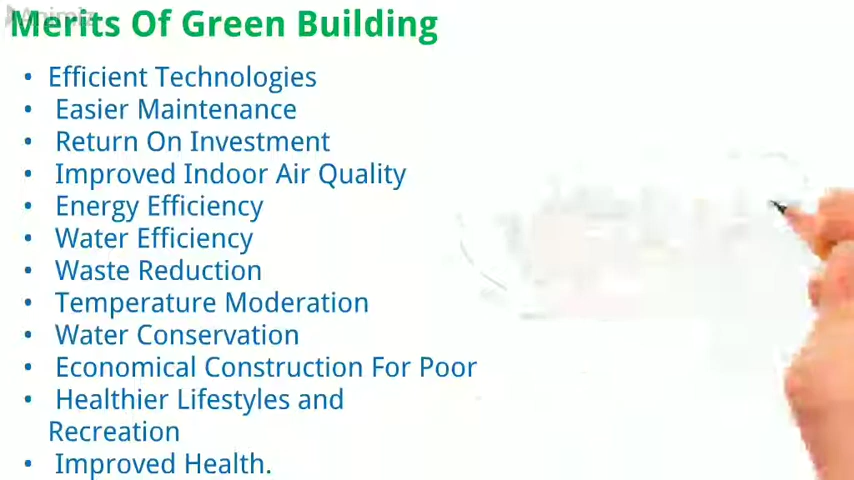 Animiz
Merits Of Green Building
• Efficient Technologies
• Easier Maintenance
• Return On Investment
• Improved Indoor Air Quality
• Energy Efficiency
• Water Efficiency
• Waste Reduction
• Temperature Moderation
• Water Conservation
• Economical Construction For Poor
• Healthier Lifestyles and
Recreation
• Improved Health.